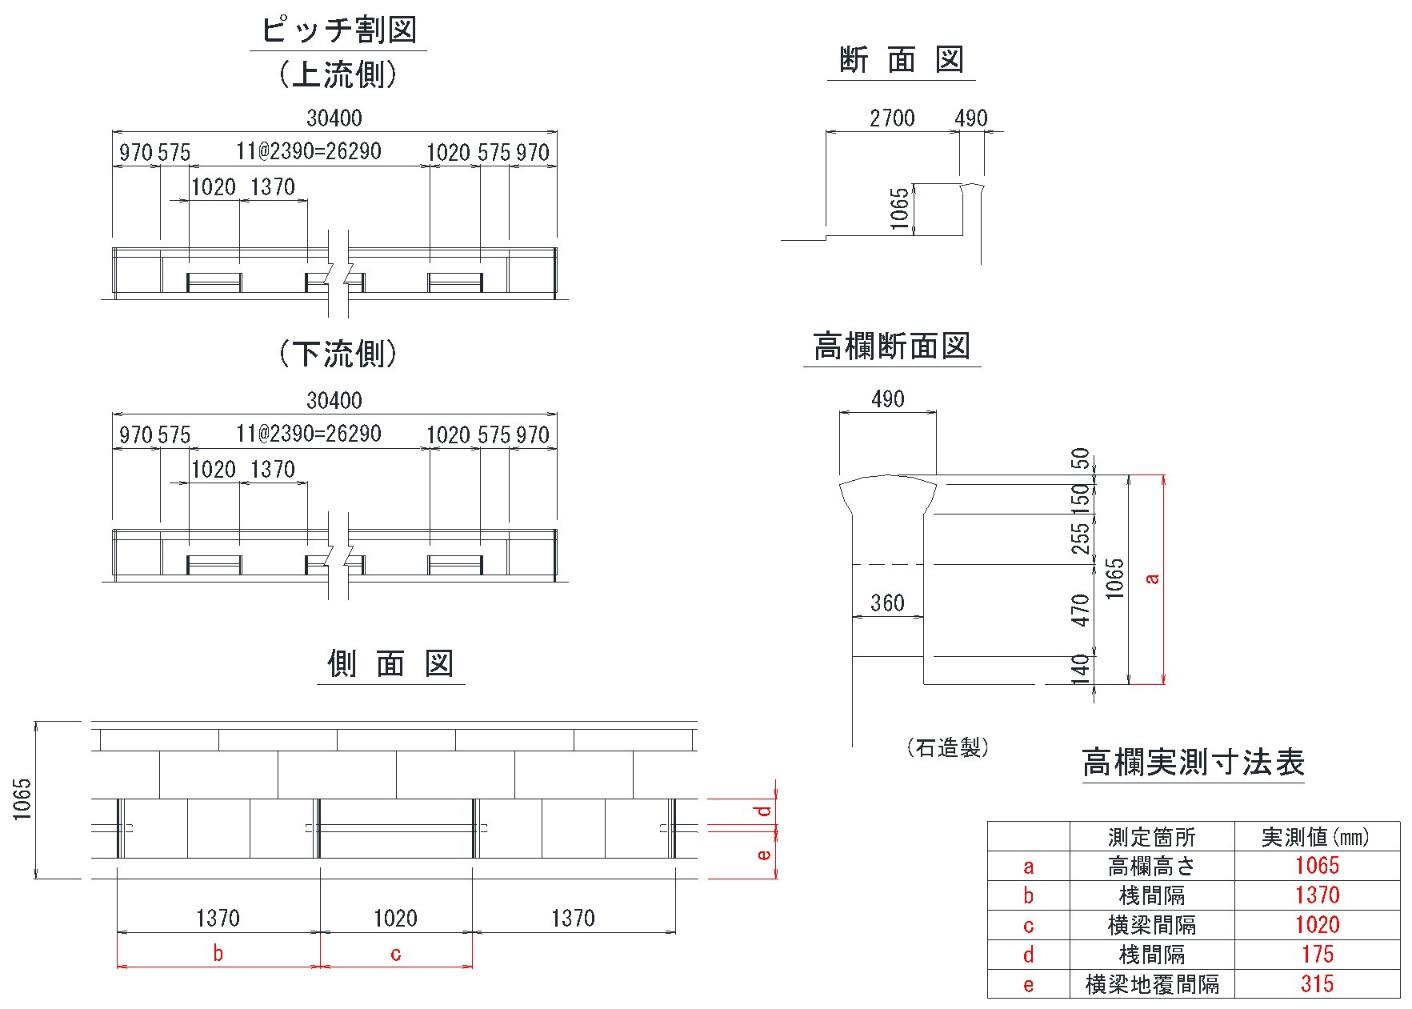 ピッチ割図
(上流側)
30400
970 575 11@2390=26290 1020 575 970
1020 1370
(下流側)
30400
970 575 11@2390=26290 1020 575 970
1020 1370
側面図
1065
d
e
1370 1020 1370
b c
断面図
2700 490
1065
高欄断面図
490
50
150
255
470
140
1065
a
360
(石造製)
高欄実測寸法表
測定箇所 実測値(mm)
a 高欄高さ 1065
b 桟間隔 1370
c 横梁間隔 1020
d 桟間隔 175
e 横梁地覆間隔 315